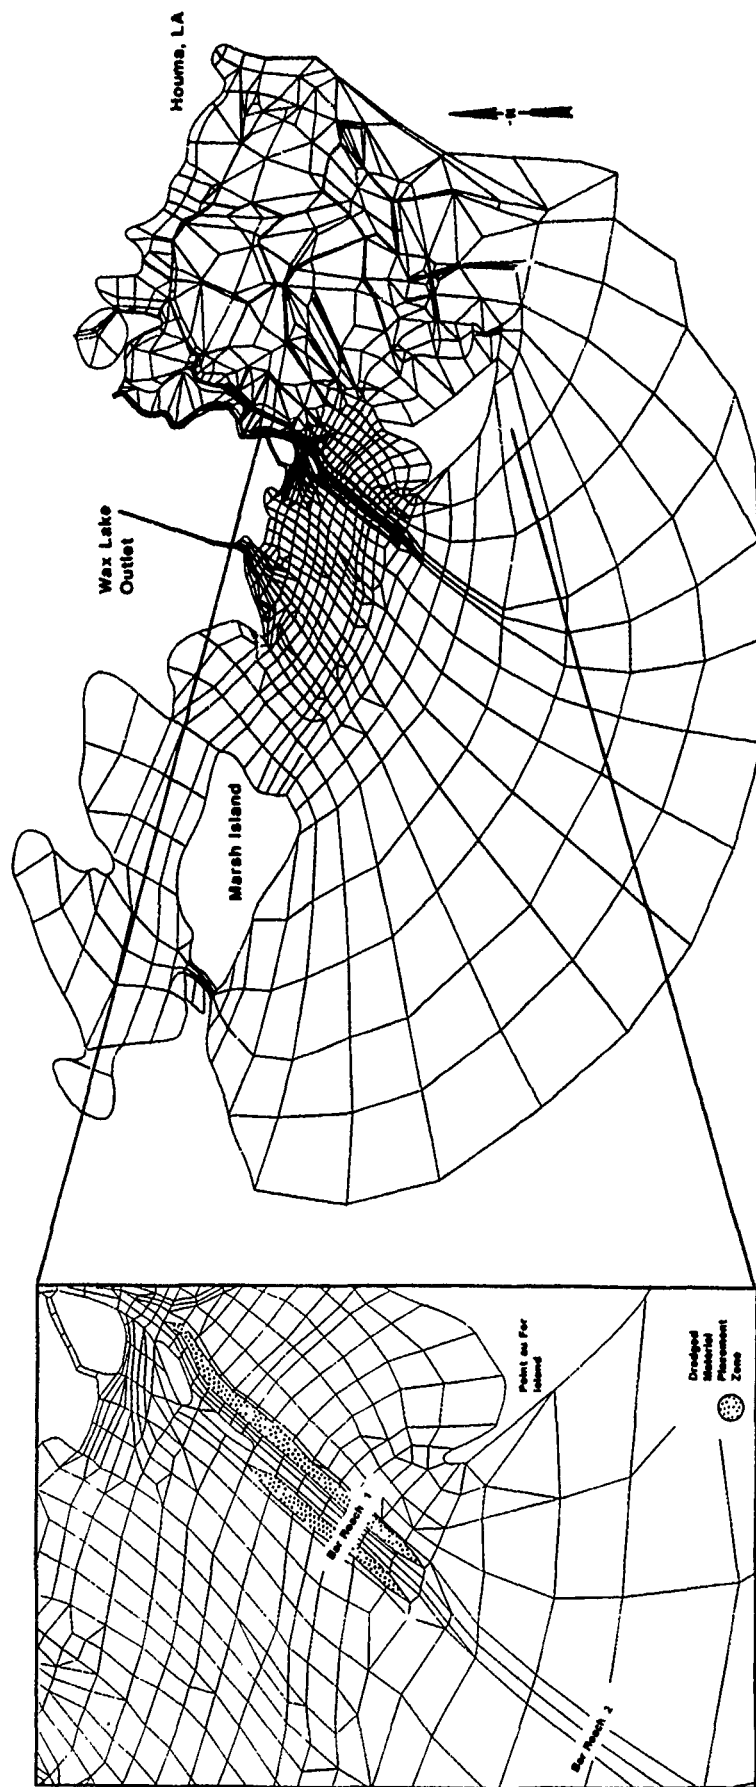 Houma, LA
N
Wax Lake
Outlet
Marsh Island
Point au Fer
Island
Dredged
Material
Placement
Zone
Bar Reach 1
Bar Reach 2